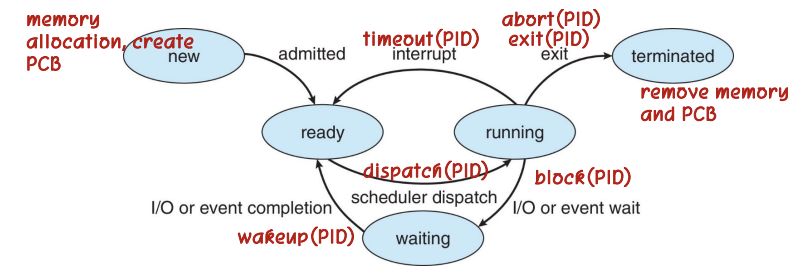 memory
allocation, create
PCB
new
admitted
timeout(PID)
interrupt
abort(PID)
exit(PID)
exit
terminated
remove memory
and PCB
ready
running
dispatch(PID)
scheduler dispatch
block(PID)
I/O or event completion
I/O or event wait
wakeup(PID)
waiting